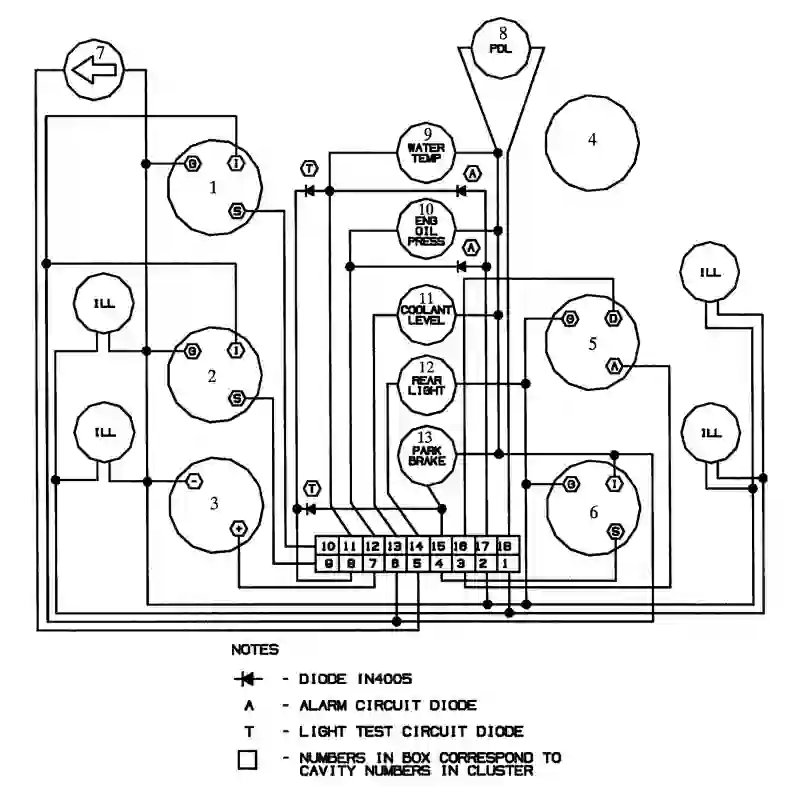 7
8
PDL
9
WATER
TEMP
4
T
A
G I
1
S
10
ENG
OIL
PRESS
A
ILL
ILL
11
COOLANT
LEVEL
G D
5
A
G I
2
S
12
REAR
LIGHT
ILL
ILL
13
PARK
BRAKE
-
3
+
T
G I
6
S
10 11 12 13 14 15 16 17 18
9 8 7 6 5 4 3 2 1
NOTES
- DIODE IN4005
A - ALARM CIRCUIT DIODE
T - LIGHT TEST CIRCUIT DIODE
- NUMBERS IN BOX CORRESPOND TO
CAVITY NUMBERS IN CLUSTER